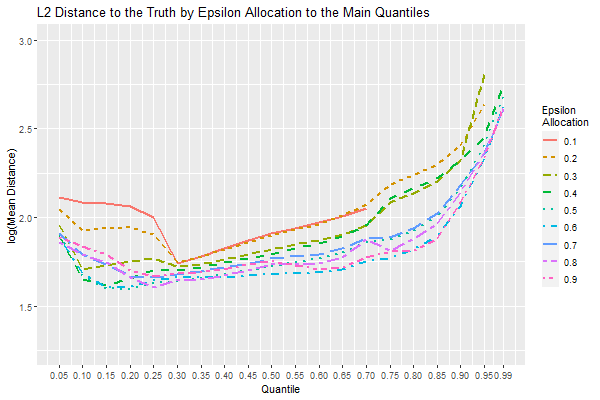 L2 Distance to the Truth by Epsilon Allocation to the Main Quantiles
3.0
2.5
2.0
1.5
log(Mean Distance)
0.05 0.10 0.15 0.20 0.25 0.30 0.35 0.40 0.45 0.50 0.55 0.60 0.65 0.70 0.75 0.80 0.85 0.90 0.95 0.99
Quantile
Epsilon
Allocation
0.1
0.2
0.3
0.4
0.5
0.6
0.7
0.8
0.9